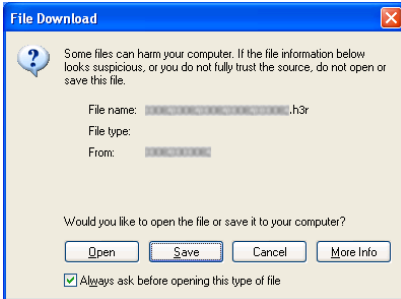 File Download
Some files can harm your computer. If the file information below
looks suspicious, or you do not fully trust the source, do not open or
save this file.
File name: .h3r
File type:
From:
Would you like to open the file or save it to your computer?
Open Save Cancel More Info
Always ask before opening this type of file